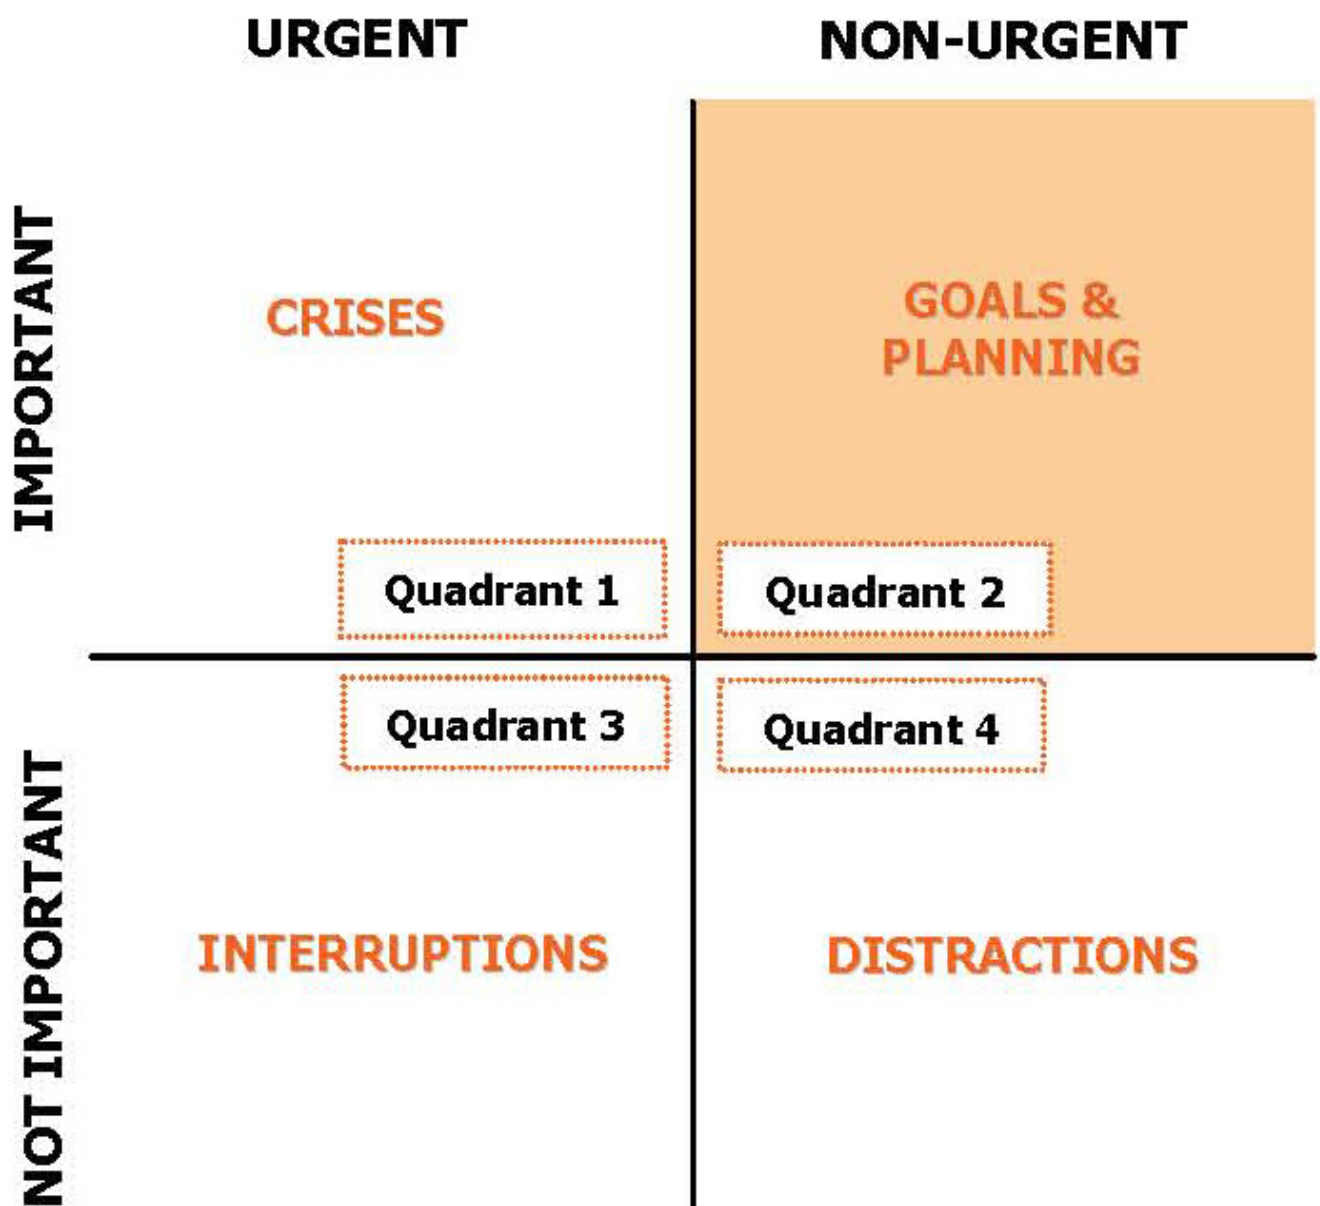 URGENT
NON-URGENT
IMPORTANT
CRISES
GOALS &
PLANNING
Quadrant 1
Quadrant 2
Quadrant 3
Quadrant 4
NOT IMPORTANT
INTERRUPTIONS
DISTRACTIONS